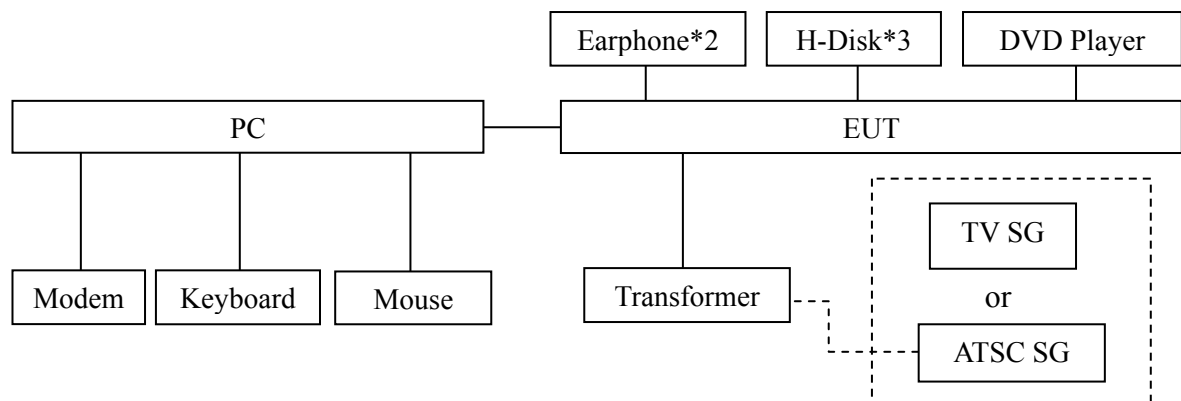 Earphone*2
H-Disk*3
DVD Player
PC
EUT
TV SG
Modem
Keyboard
Mouse
Transformer
or
ATSC SG